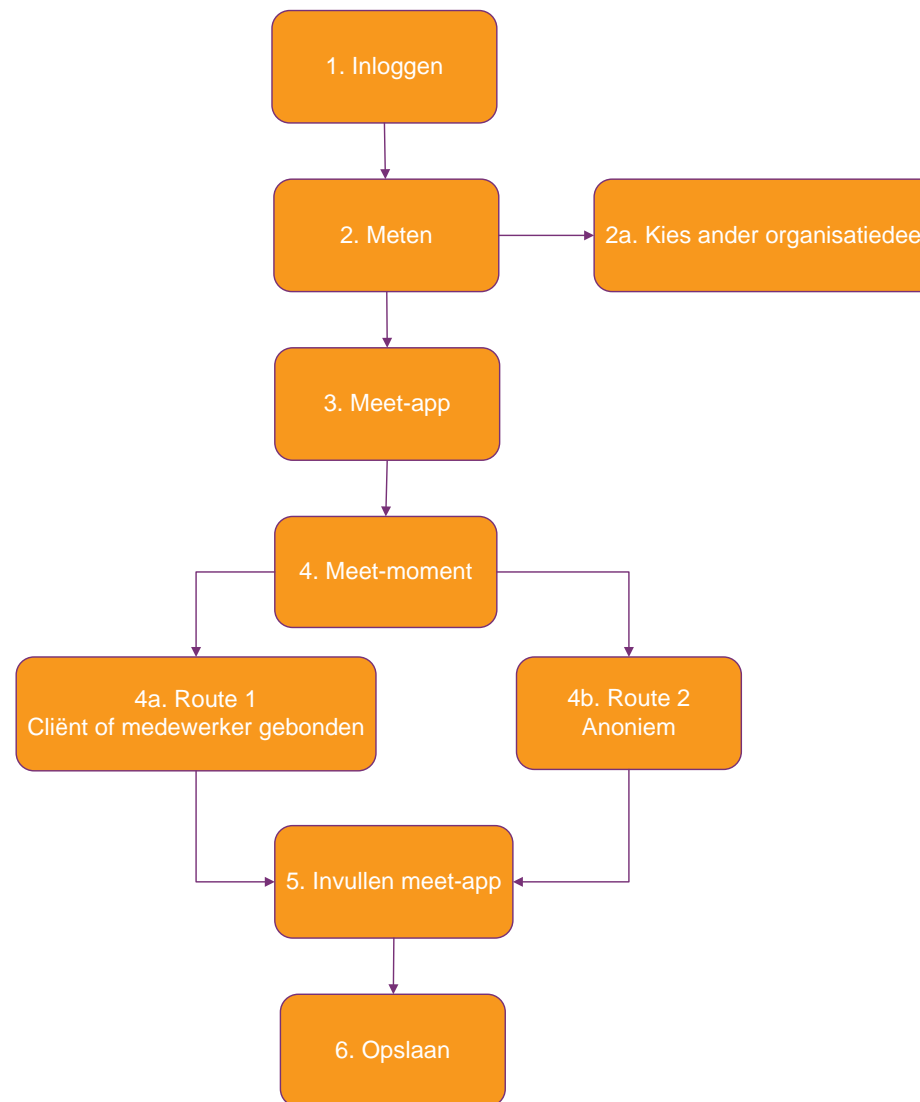 1. Inloggen
2. Meten
2a. Kies ander organisatiedee
3. Meet-app
4. Meet-moment
4a. Route 1
Cliënt of medewerker gebonden
4b. Route 2
Anoniem
5. Invullen meet-app
6. Opslaan